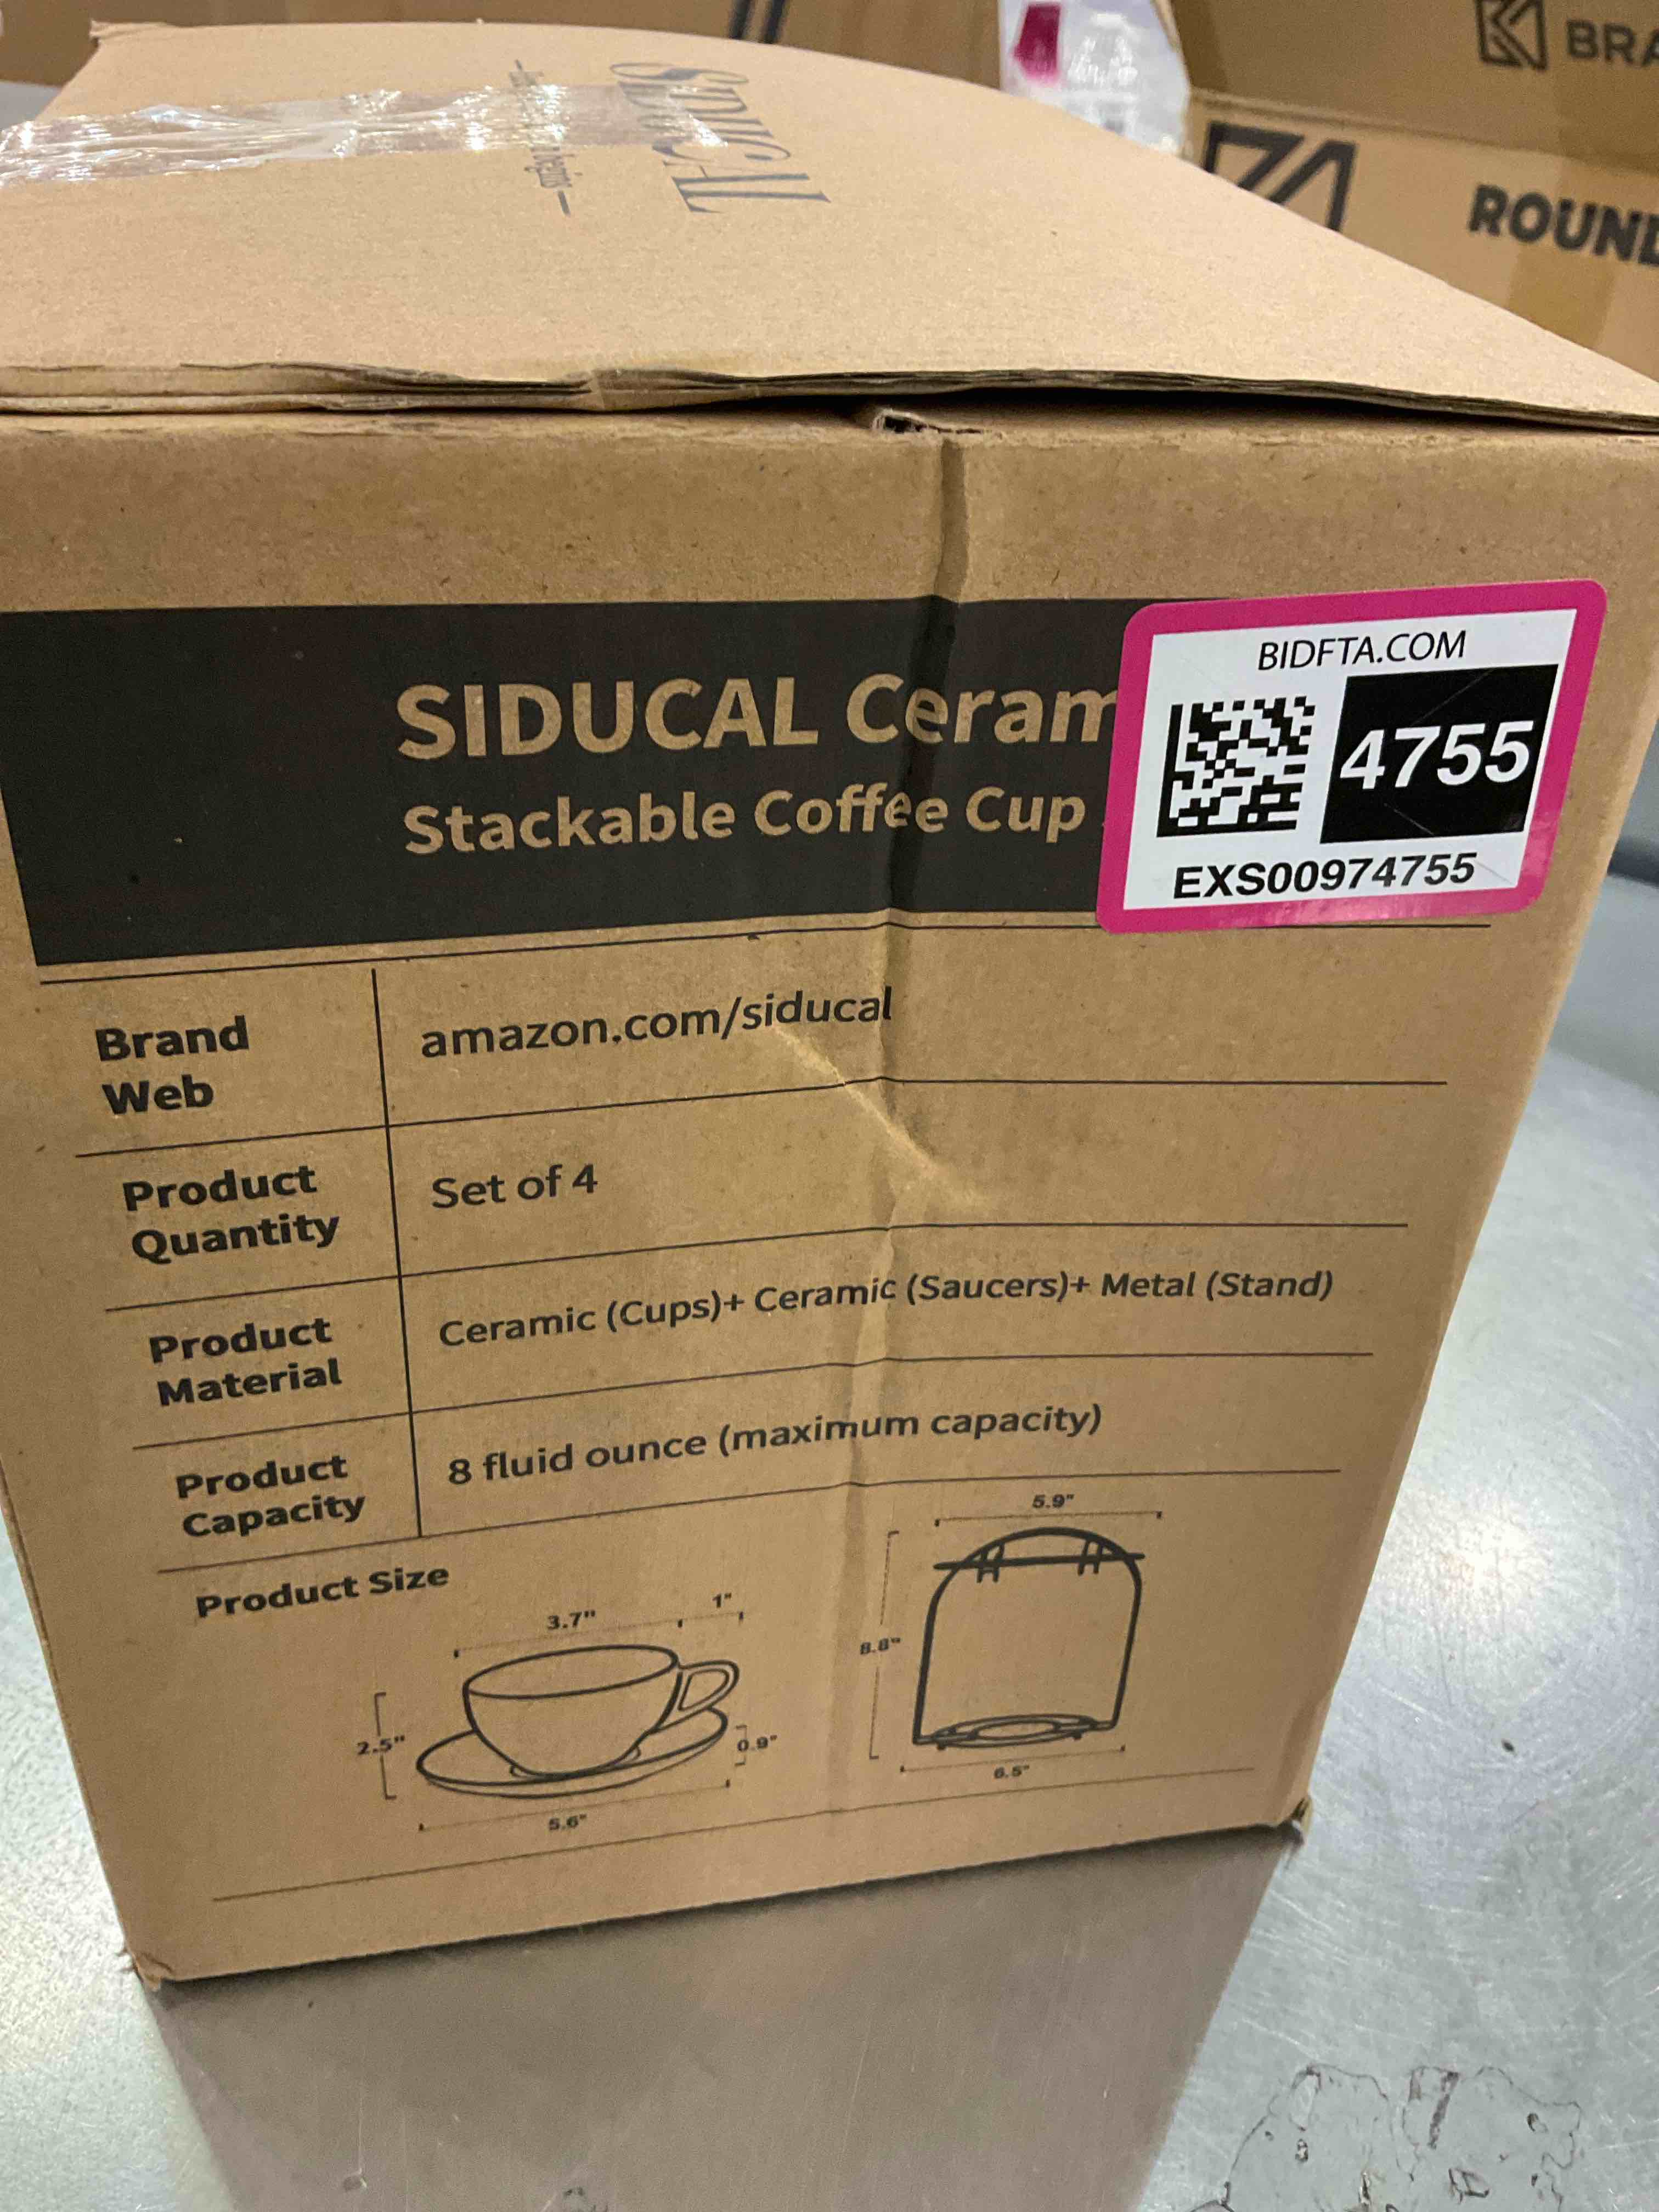 SIDUCAL
BRA
ROUND
SIDUCAL Ceram
Stackable Coffee Cup
BIDFTA.COM
4755
EXS00974755
Brand Web
amazon.com/siducal
Product Quantity
Set of 4
Product Material
Ceramic (Cups)+ Ceramic (Saucers)+ Metal (Stand)
Product Capacity
8 fluid ounce (maximum capacity)
Product Size
3.7"
1"
2.5"
0.9"
5.6"
5.9"
8.8"
6.5"